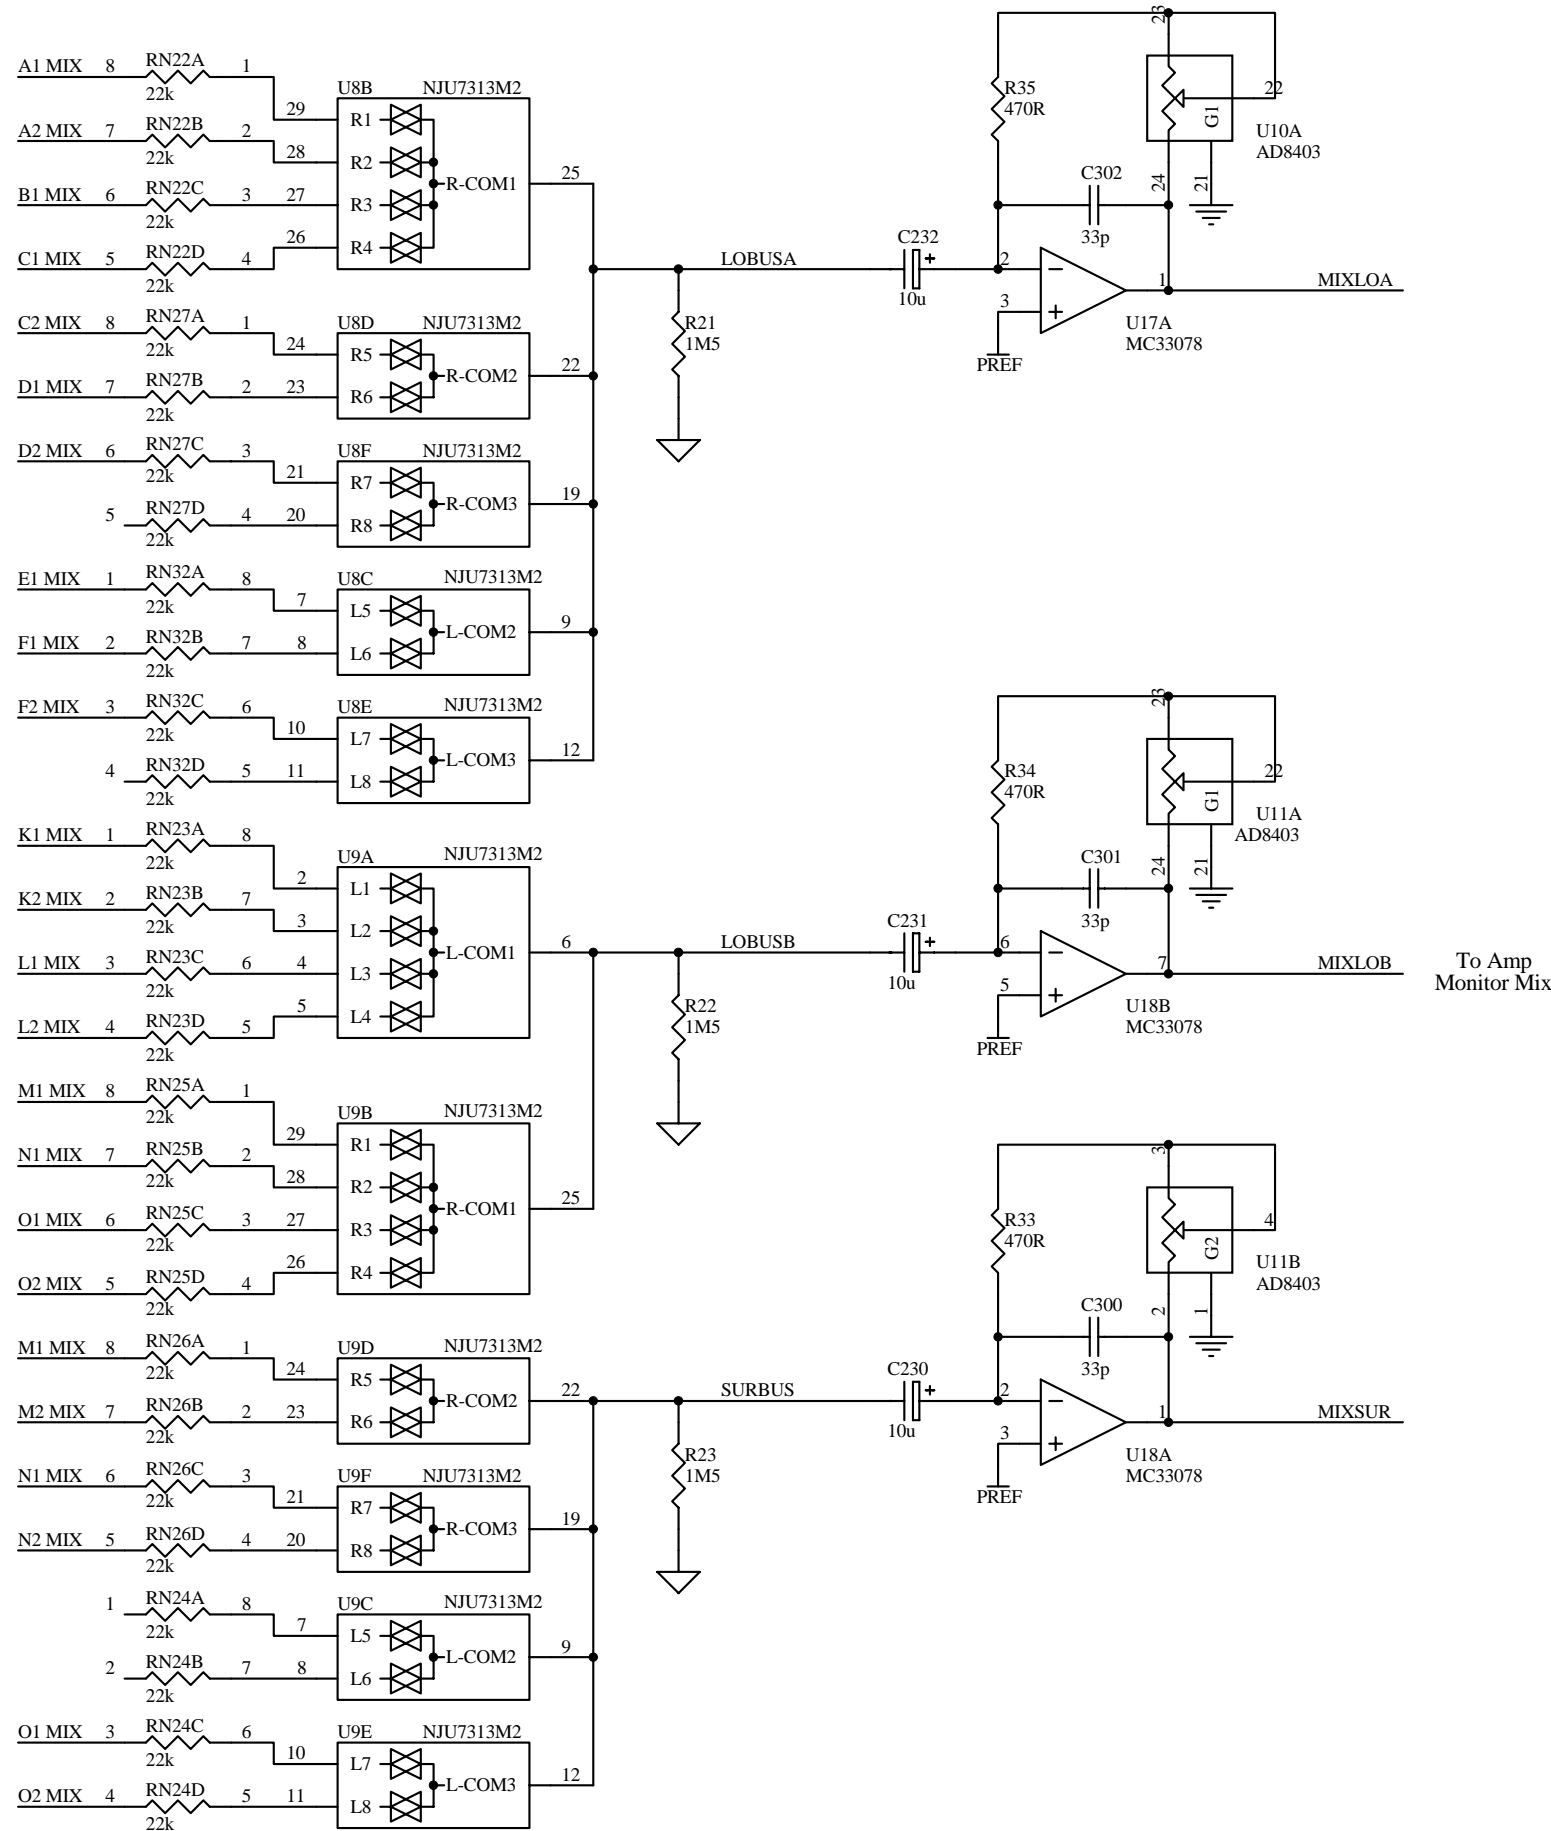 A1 MIX 8 RN22A 1
22k
A2 MIX 7 RN22B 2
22k
B1 MIX 6 RN22C 3
22k
C1 MIX 5 RN22D 4
22k
U8B NJU7313M2
29 R1
28 R2
27 R3
26 R4
R-COM1 25
C2 MIX 8 RN27A 1
22k
D1 MIX 7 RN27B 2
22k
U8D NJU7313M2
24 R5
23 R6
R-COM2 22
D2 MIX 6 RN27C 3
22k
5 RN27D 4
22k
U8F NJU7313M2
21 R7
20 R8
R-COM3 19
E1 MIX 1 RN32A 8
22k
F1 MIX 2 RN32B 7
22k
U8C NJU7313M2
7 L5
8 L6
L-COM2 9
F2 MIX 3 RN32C 6
22k
4 RN32D 5
22k
U8E NJU7313M2
10 L7
11 L8
L-COM3 12
LOBUSA
R21
1M5
C232
+
10u
R35
470R
23
22
G1
U10A
AD8403
24
21
C302
33p
2 −
3 +
1
U17A
MC33078
PREF
MIXLOA
K1 MIX 1 RN23A 8
22k
K2 MIX 2 RN23B 7
22k
L1 MIX 3 RN23C 6
22k
L2 MIX 4 RN23D 5
22k
U9A NJU7313M2
2 L1
3 L2
4 L3
5 L4
L-COM1 6
M1 MIX 8 RN25A 1
22k
N1 MIX 7 RN25B 2
22k
O1 MIX 6 RN25C 3
22k
O2 MIX 5 RN25D 4
22k
U9B NJU7313M2
29 R1
28 R2
27 R3
26 R4
R-COM1 25
LOBUSB
R22
1M5
C231
+
10u
R34
470R
23
22
G1
U11A
AD8403
24
21
C301
33p
6 −
5 +
7
U18B
MC33078
PREF
MIXLOB
To Amp
Monitor Mix
M1 MIX 8 RN26A 1
22k
M2 MIX 7 RN26B 2
22k
U9D NJU7313M2
24 R5
23 R6
R-COM2 22
N1 MIX 6 RN26C 3
22k
N2 MIX 5 RN26D 4
22k
U9F NJU7313M2
21 R7
20 R8
R-COM3 19
1 RN24A 8
22k
2 RN24B 7
22k
U9C NJU7313M2
7 L5
8 L6
L-COM2 9
O1 MIX 3 RN24C 6
22k
O2 MIX 4 RN24D 5
22k
U9E NJU7313M2
10 L7
11 L8
L-COM3 12
SURBUS
R23
1M5
C230
+
10u
R33
470R
3
4
G2
U11B
AD8403
2
1
C300
33p
2 −
3 +
1
U18A
MC33078
PREF
MIXSUR